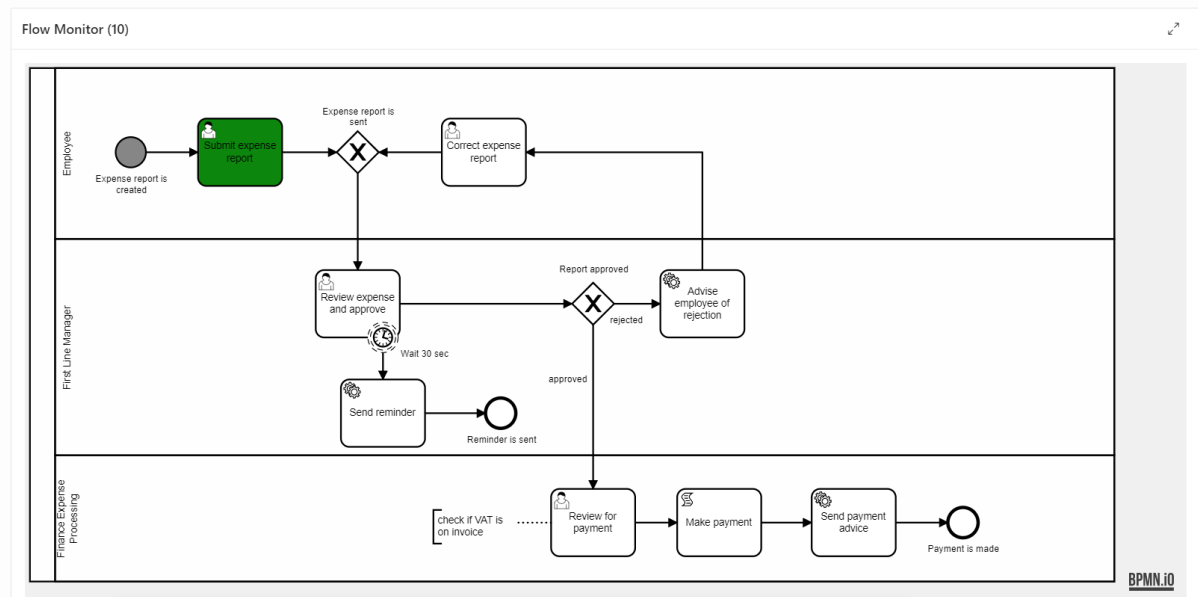 Flow Monitor (10)
Employee
Expense report is
created
Submit expense
report
Expense report is
sent
X
Correct expense
report
First Line Manager
Review expense
and approve
Wait 30 sec
Send reminder
Reminder is sent
Report approved
X
rejected
approved
Advise
employee of
rejection
Finance Expense
Processing
check if VAT is
on invoice
Review for
payment
Make payment
Send payment
advice
Payment is made
BPMN.iO